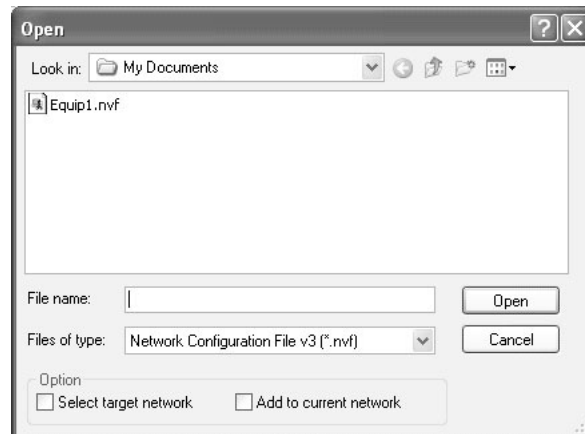 Open
Look in: My Documents
Equip1.nvf
File name: Open
Files of type: Network Configuration File v3 (*.nvf) Cancel
Option
Select target network Add to current network